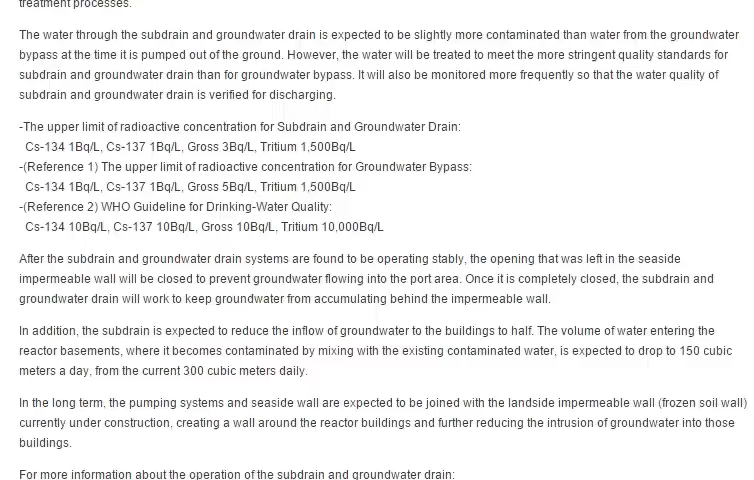 treatment processes.
The water through the subdrain and groundwater drain is expected to be slightly more contaminated than water from the groundwater
bypass at the time it is pumped out of the ground. However, the water will be treated to meet the more stringent quality standards for
subdrain and groundwater drain than for groundwater bypass. It will also be monitored more frequently so that the water quality of
subdrain and groundwater drain is verified for discharging.
-The upper limit of radioactive concentration for Subdrain and Groundwater Drain:
Cs-134 1Bq/L, Cs-137 1Bq/L, Gross 3Bq/L, Tritium 1,500Bq/L
-(Reference 1) The upper limit of radioactive concentration for Groundwater Bypass:
Cs-134 1Bq/L, Cs-137 1Bq/L, Gross 5Bq/L, Tritium 1,500Bq/L
-(Reference 2) WHO Guideline for Drinking-Water Quality:
Cs-134 10Bq/L, Cs-137 10Bq/L, Gross 10Bq/L, Tritium 10,000Bq/L
After the subdrain and groundwater drain systems are found to be operating stably, the opening that was left in the seaside
impermeable wall will be closed to prevent groundwater flowing into the port area. Once it is completely closed, the subdrain and
groundwater drain will work to keep groundwater from accumulating behind the impermeable wall.
In addition, the subdrain is expected to reduce the inflow of groundwater to the buildings to half. The volume of water entering the
reactor basements, where it becomes contaminated by mixing with the existing contaminated water, is expected to drop to 150 cubic
meters a day, from the current 300 cubic meters daily.
In the long term, the pumping systems and seaside wall are expected to be joined with the landside impermeable wall (frozen soil wall)
currently under construction, creating a wall around the reactor buildings and further reducing the intrusion of groundwater into those
buildings.
For more information about the operation of the subdrain and groundwater drain: